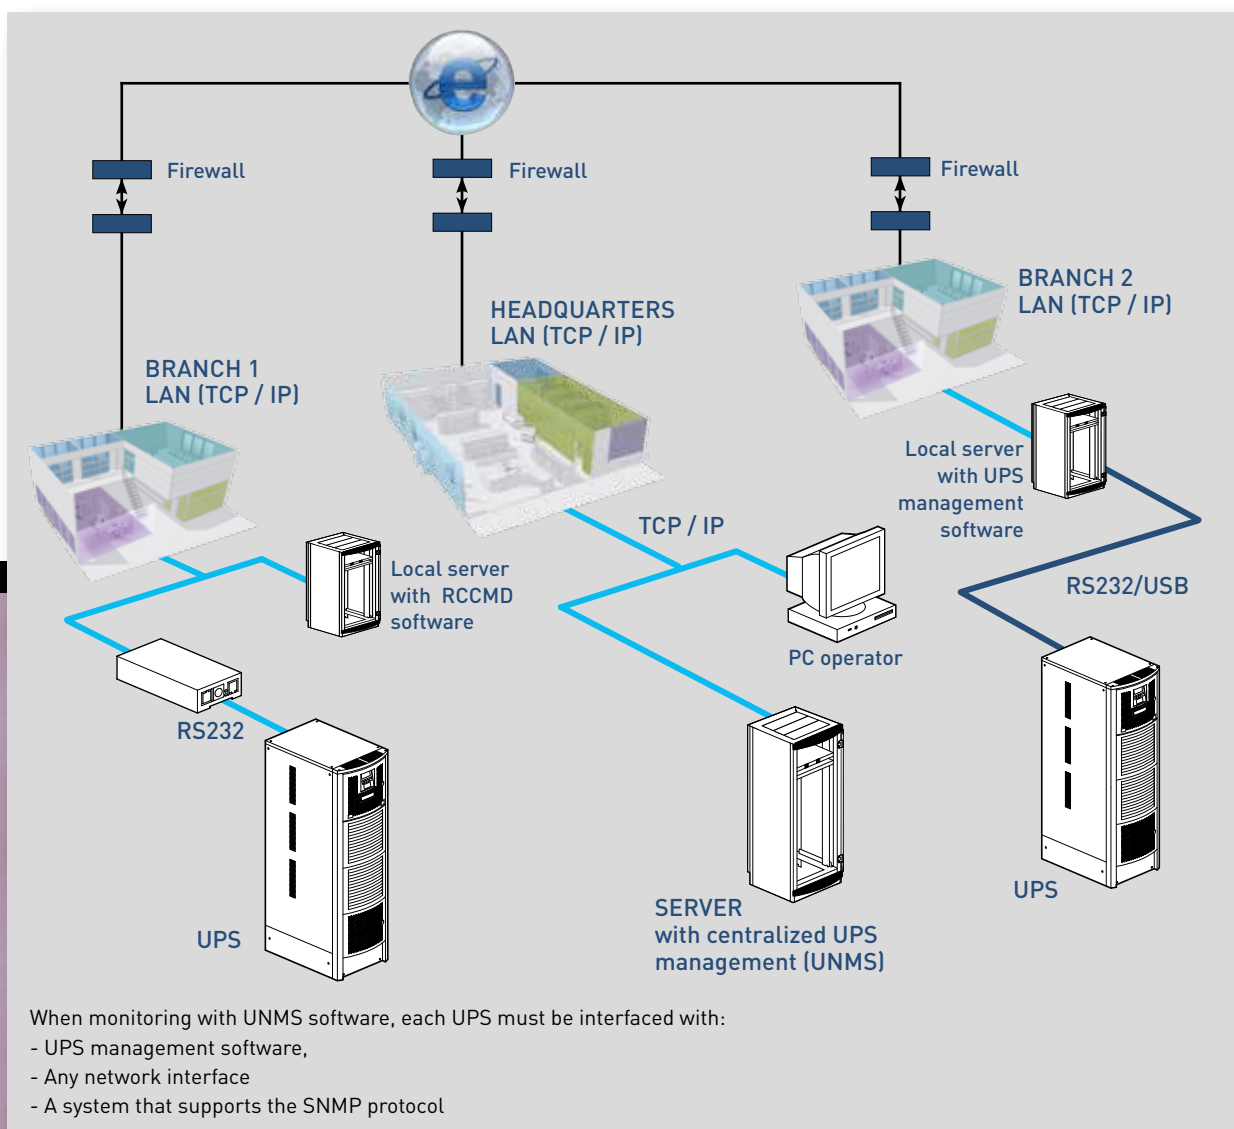 Firewall
Firewall
Firewall
BRANCH 2
LAN (TCP / IP)
HEADQUARTERS
LAN (TCP / IP)
BRANCH 1
LAN (TCP / IP)
Local server
with UPS
management
software
TCP / IP
Local server
with RCCMD
software
RS232/USB
PC operator
RS232
UPS
SERVER
with centralized UPS
management (UNMS)
UPS
When monitoring with UNMS software, each UPS must be interfaced with:
- UPS management software,
- Any network interface
- A system that supports the SNMP protocol